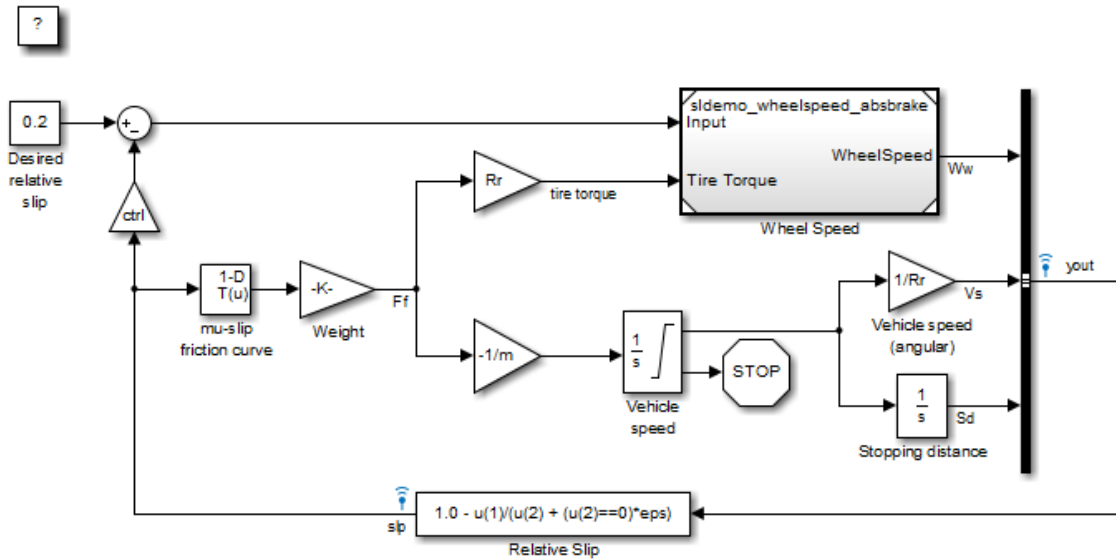 ?
sldemo_wheelspeed_absbrake
Input
WheelSpeed
Tire Torque
Wheel Speed
Ww
0.2
Desired
relative
slip
+
-
ctrl
Rr
tire torque
1-D
T(u)
mu-slip
friction curve
-K-
Weight
Ff
-1/m
1
s
Vehicle
speed
STOP
1/Rr
Vs
Vehicle speed
(angular)
1
s
Sd
Stopping distance
yout
slp
1.0 - u(1)/(u(2) + (u(2)==0)*eps)
Relative Slip